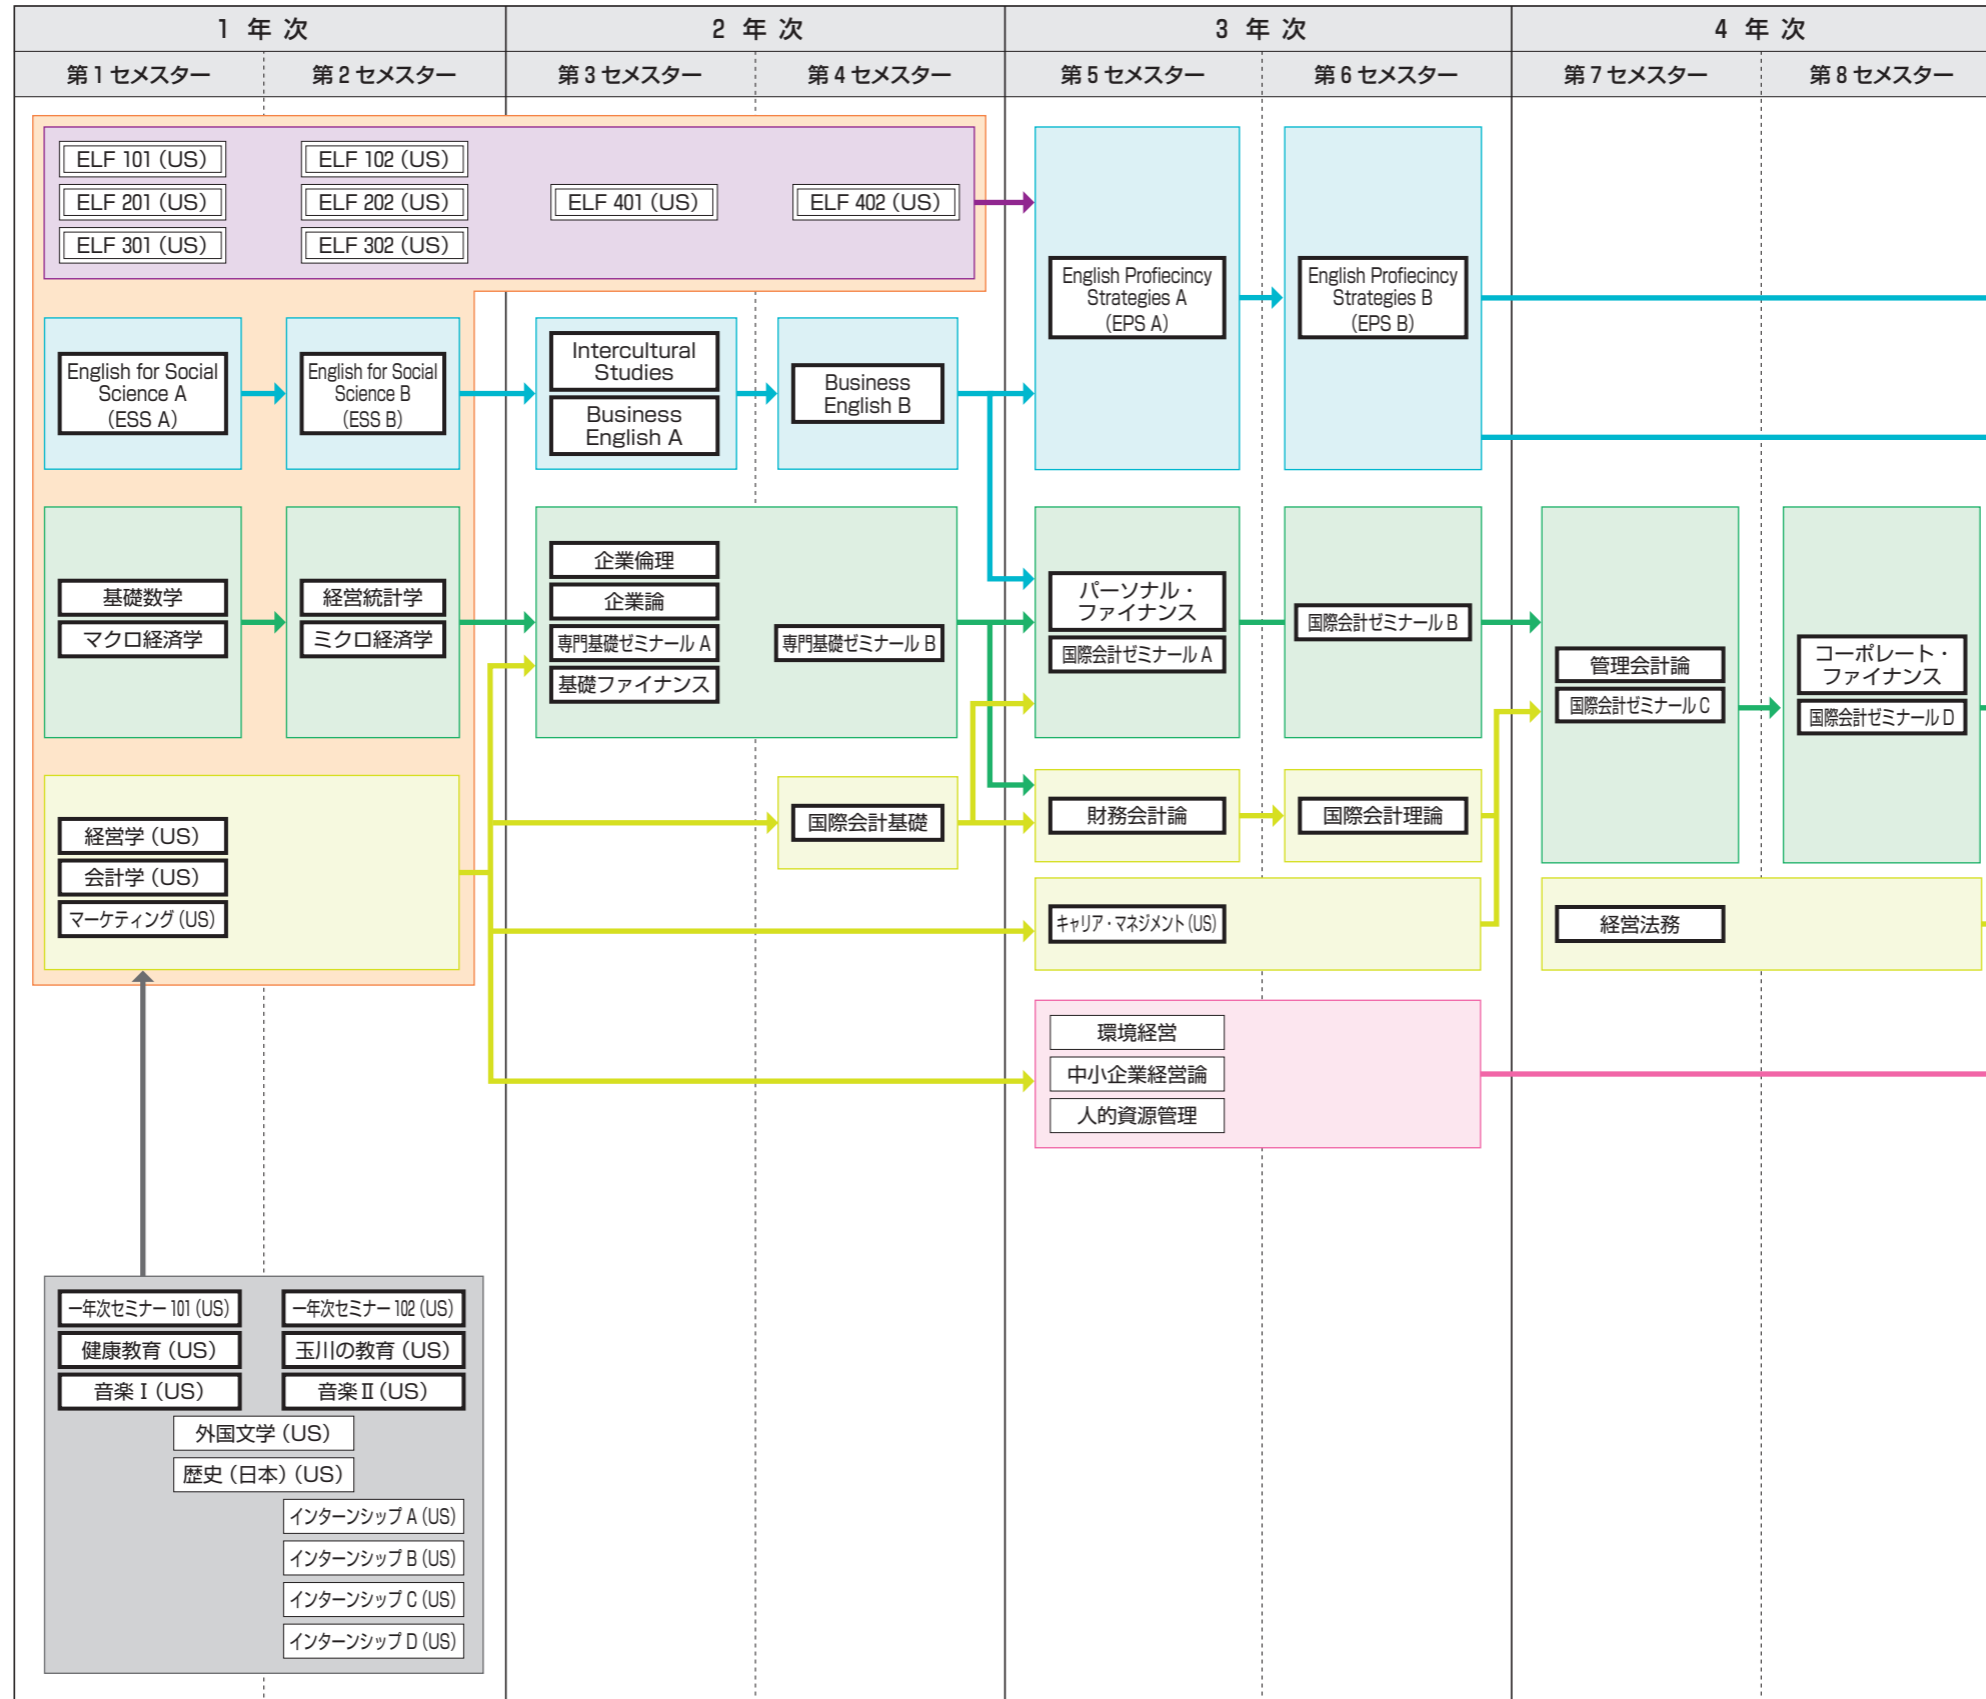 1 年 次
2 年 次
3 年 次
4 年 次
第1セメスター
第2セメスター
第3セメスター
第4セメスター
第5セメスター
第6セメスター
第7セメスター
第8セメスター
ELF 101(US)
ELF 102(US)
ELF 201(US)
ELF 202(US)
ELF 401(US)
ELF 402(US)
ELF 301(US)
ELF 302(US)
English Profiecincy
Strategies A
(EPS A)
English Profiecincy
Strategies B
(EPS B)
English for Social
Science A
(ESS A)
English for Social
Science B
(ESS B)
Intercultural
Studies
Business
English A
Business
English B
基礎数学
マクロ経済学
経営統計学
ミクロ経済学
企業倫理
企業論
専門基礎ゼミナール A
基礎ファイナンス
専門基礎ゼミナール B
パーソナル・
ファイナンス
国際会計ゼミナール A
国際会計ゼミナール B
管理会計論
国際会計ゼミナール C
コーポレート・
ファイナンス
国際会計ゼミナール D
経営学(US)
会計学(US)
マーケティング(US)
国際会計基礎
財務会計論
国際会計理論
キャリア・マネジメント(US)
経営法務
環境経営
中小企業経営論
人的資源管理
一年次セミナー 101(US)
一年次セミナー 102(US)
健康教育(US)
玉川の教育(US)
音楽Ⅰ(US)
音楽Ⅱ(US)
外国文学(US)
歴史(日本)(US)
インターンシップ A(US)
インターンシップ B(US)
インターンシップ C(US)
インターンシップ D(US)